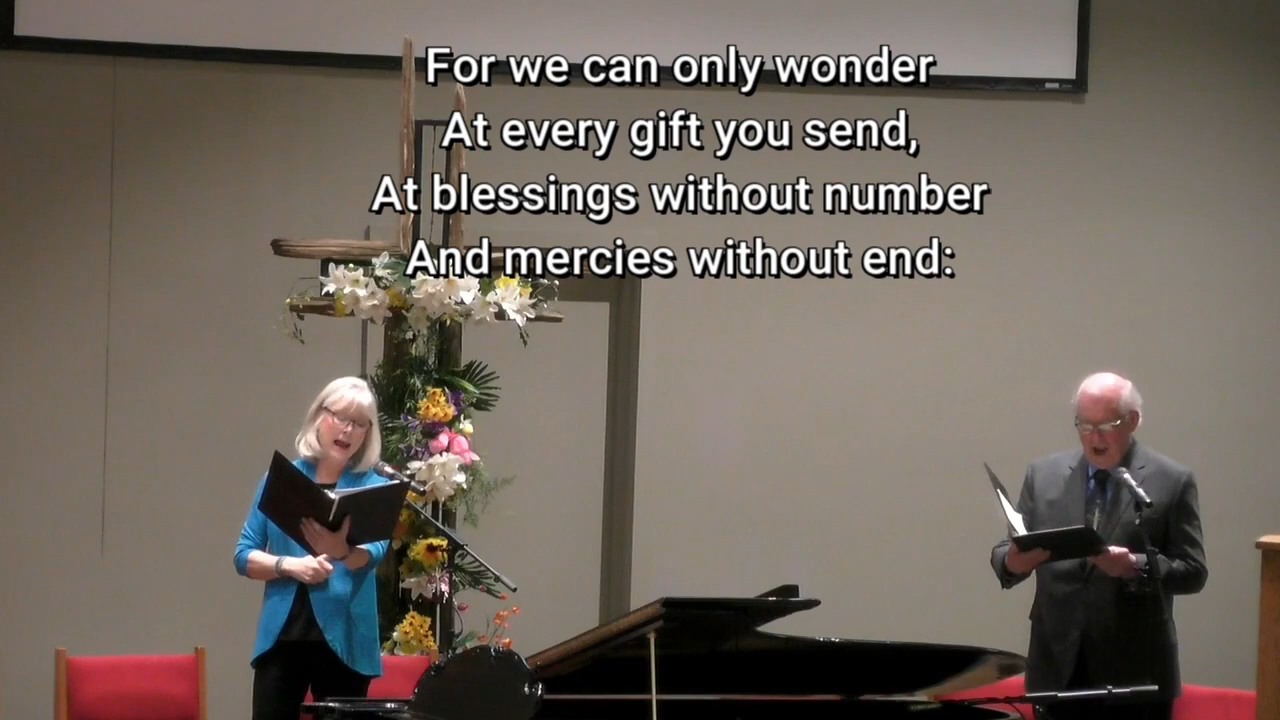 For we can only wonder
At every gift you send,
At blessings without number
And mercies without end: